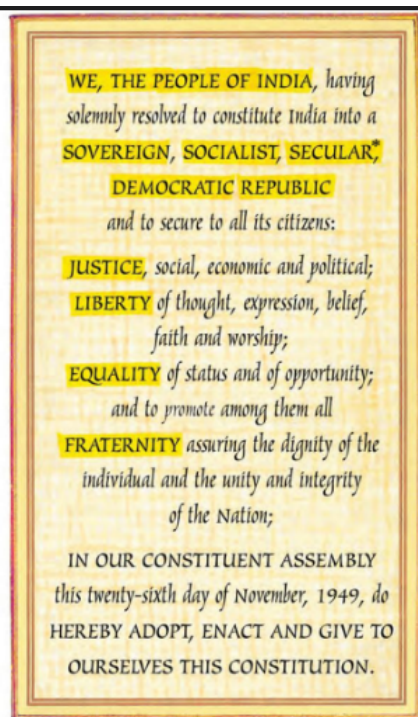 WE, THE PEOPLE OF INDIA, having
solemnly resolved to constitute India into a
SOVEREIGN, SOCIALIST, SECULAR,*
DEMOCRATIC REPUBLIC
and to secure to all its citizens:
JUSTICE, social, economic and political;
LIBERTY of thought, expression, belief,
faith and worship;
EQUALITY of status and of opportunity;
and to promote among them all
FRATERNITY assuring the dignity of the
individual and the unity and integrity
of the Nation;
IN OUR CONSTITUENT ASSEMBLY
this twenty-sixth day of November, 1949, do
HEREBY ADOPT, ENACT AND GIVE TO
OURSELVES THIS CONSTITUTION.